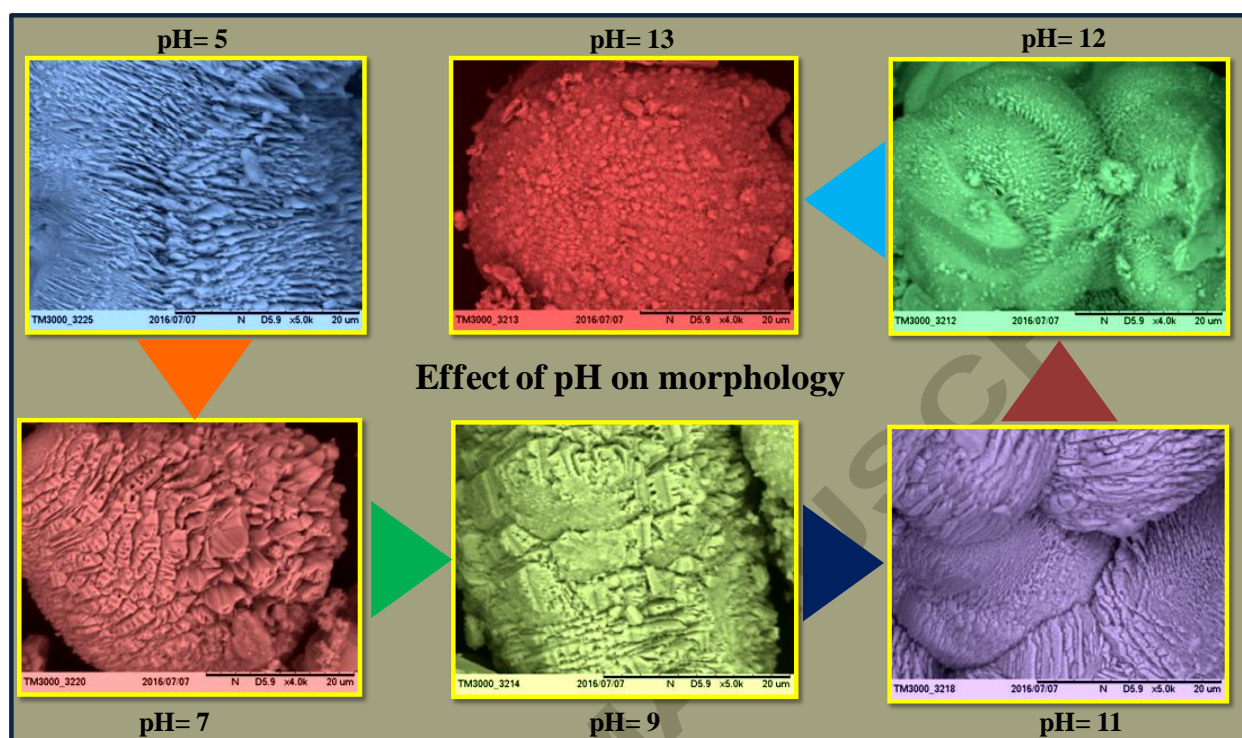 pH= 5
pH= 13
pH= 12
TM3000_3225 2016/07/07 N D5.9 x5.0k 20 um
TM3000_3213 2016/07/07 N D5.9 x4.0k 20 um
TM3000_3212 2016/07/07 N D5.9 x4.0k 20 um
Effect of pH on morphology
TM3000_3220 2016/07/07 N D5.9 x4.0k 20 um
TM3000_3214 2016/07/07 N D5.9 x5.0k 20 um
TM3000_3218 2016/07/07 N D5.9 x5.0k 20 um
pH= 7
pH= 9
pH= 11